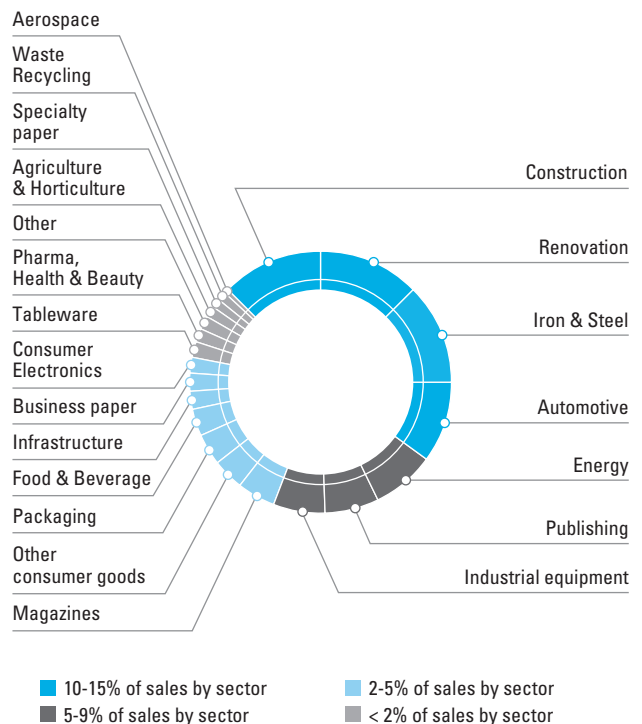 Aerospace
Waste
Recycling
Specialty
paper
Agriculture
& Horticulture
Other
Pharma,
Health & Beauty
Tableware
Consumer
Electronics
Business paper
Infrastructure
Food & Beverage
Packaging
Other
consumer goods
Magazines
Construction
Renovation
Iron & Steel
Automotive
Energy
Publishing
Industrial equipment
10-15% of sales by sector
5-9% of sales by sector
2-5% of sales by sector
< 2% of sales by sector